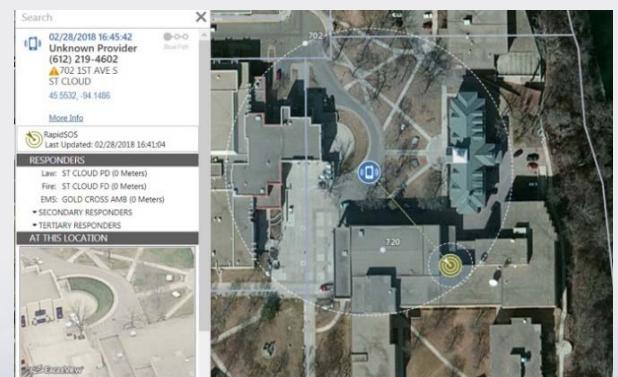 Search
02/28/2018 16:45:42
Unknown Provider
(612) 219-4602
702 1ST AVE S
ST CLOUD
45.5532, -94.1486
More Info
RapidSOS
Last Updated: 02/28/2018 16:41:04
RESPONDERS
Law: ST CLOUD PD (0 Meters)
Fire: ST CLOUD FD (0 Meters)
EMS: GOLD CROSS AMB (0 Meters)
SECONDARY RESPONDERS
TERTIARY RESPONDERS
AT THIS LOCATION
702
720